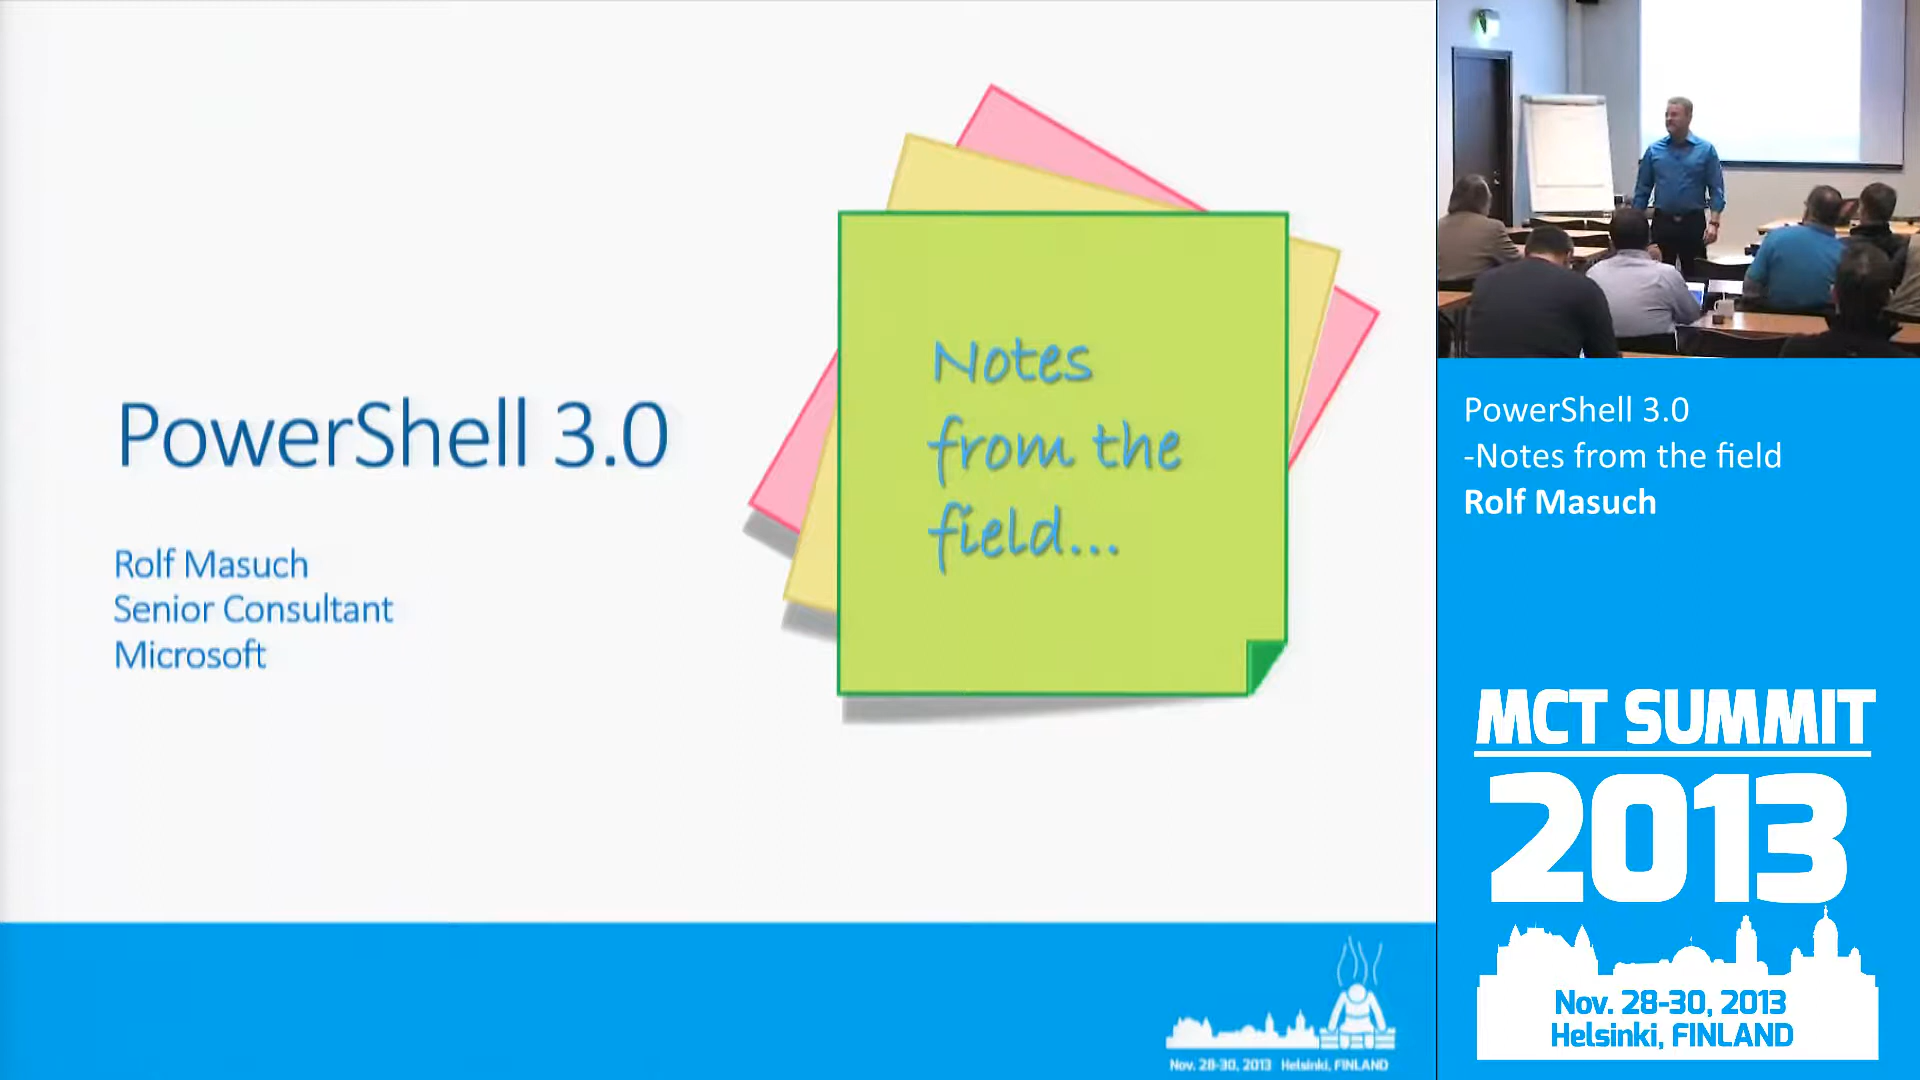 PowerShell 3.0
Rolf Masuch
Senior Consultant
Microsoft
Notes
from the
field...
Nov. 28-30, 2013 Helsinki, FINLAND
PowerShell 3.0
-Notes from the field
Rolf Masuch
MCT SUMMIT
2013
Nov. 28-30, 2013
Helsinki, FINLAND